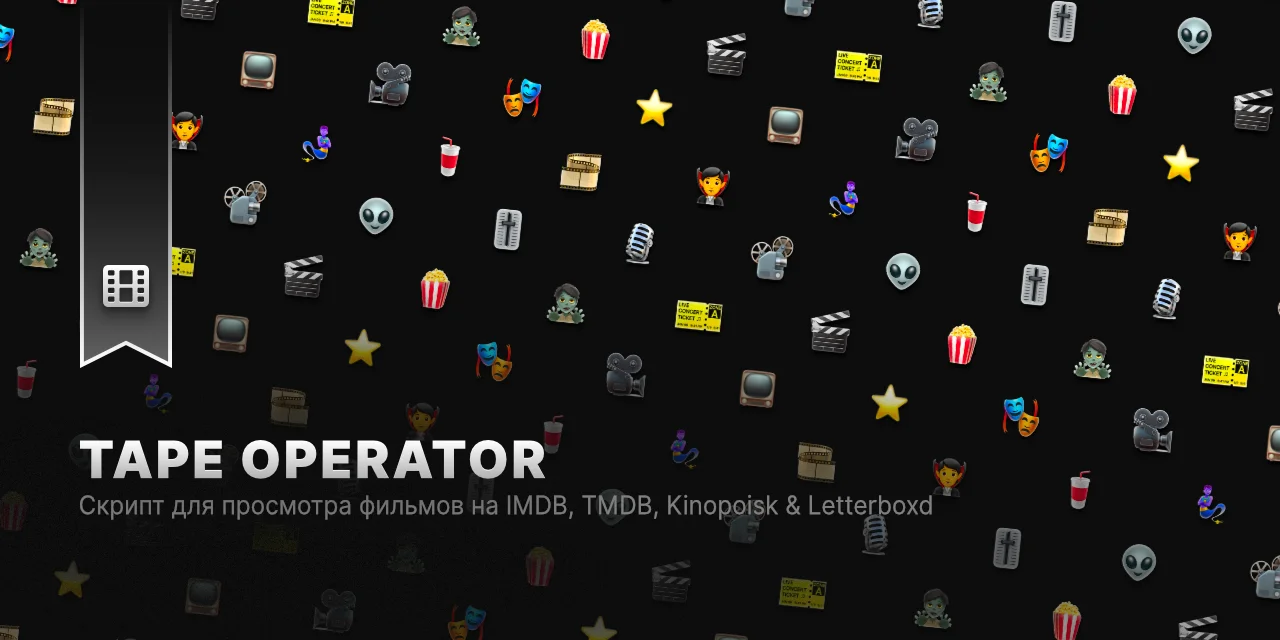 TAPE OPERATOR
Скрипт для просмотра фильмов на IMDB, TMDB, Kinopoisk & Letterboxd